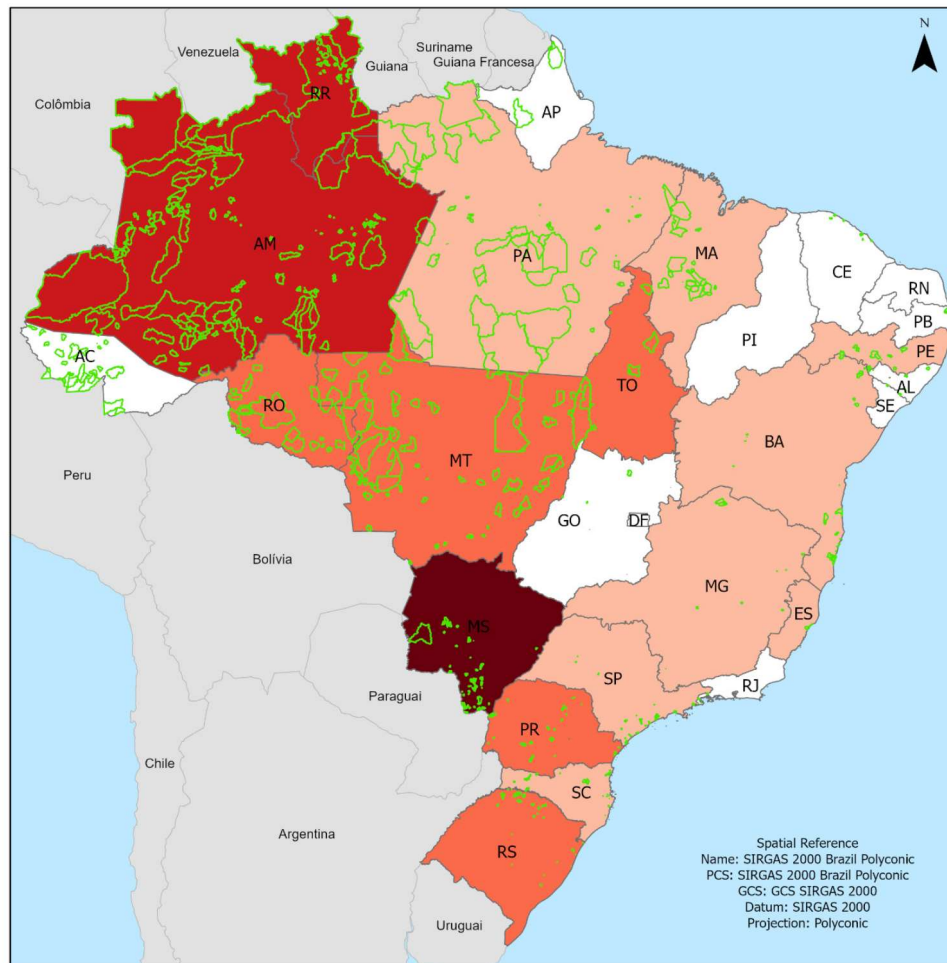 N
Venezuela
Suriname
Guiana Francesa
Guiana
Colômbia
RR
AP
AM
PA
MA
CE
RN
PB
PI
PE
AC
AL
TO
SE
RO
BA
MT
Peru
GO
DF
Bolívia
MG
MS
ES
SP
Paraguai
RJ
PR
Chile
SC
Argentina
RS
Uruguai
Spatial Reference
Name: SIRGAS 2000 Brazil Polyconic
PCS: SIRGAS 2000 Brazil Polyconic
GCS: GCS SIRGAS 2000
Datum: SIRGAS 2000
Projection: Polyconic